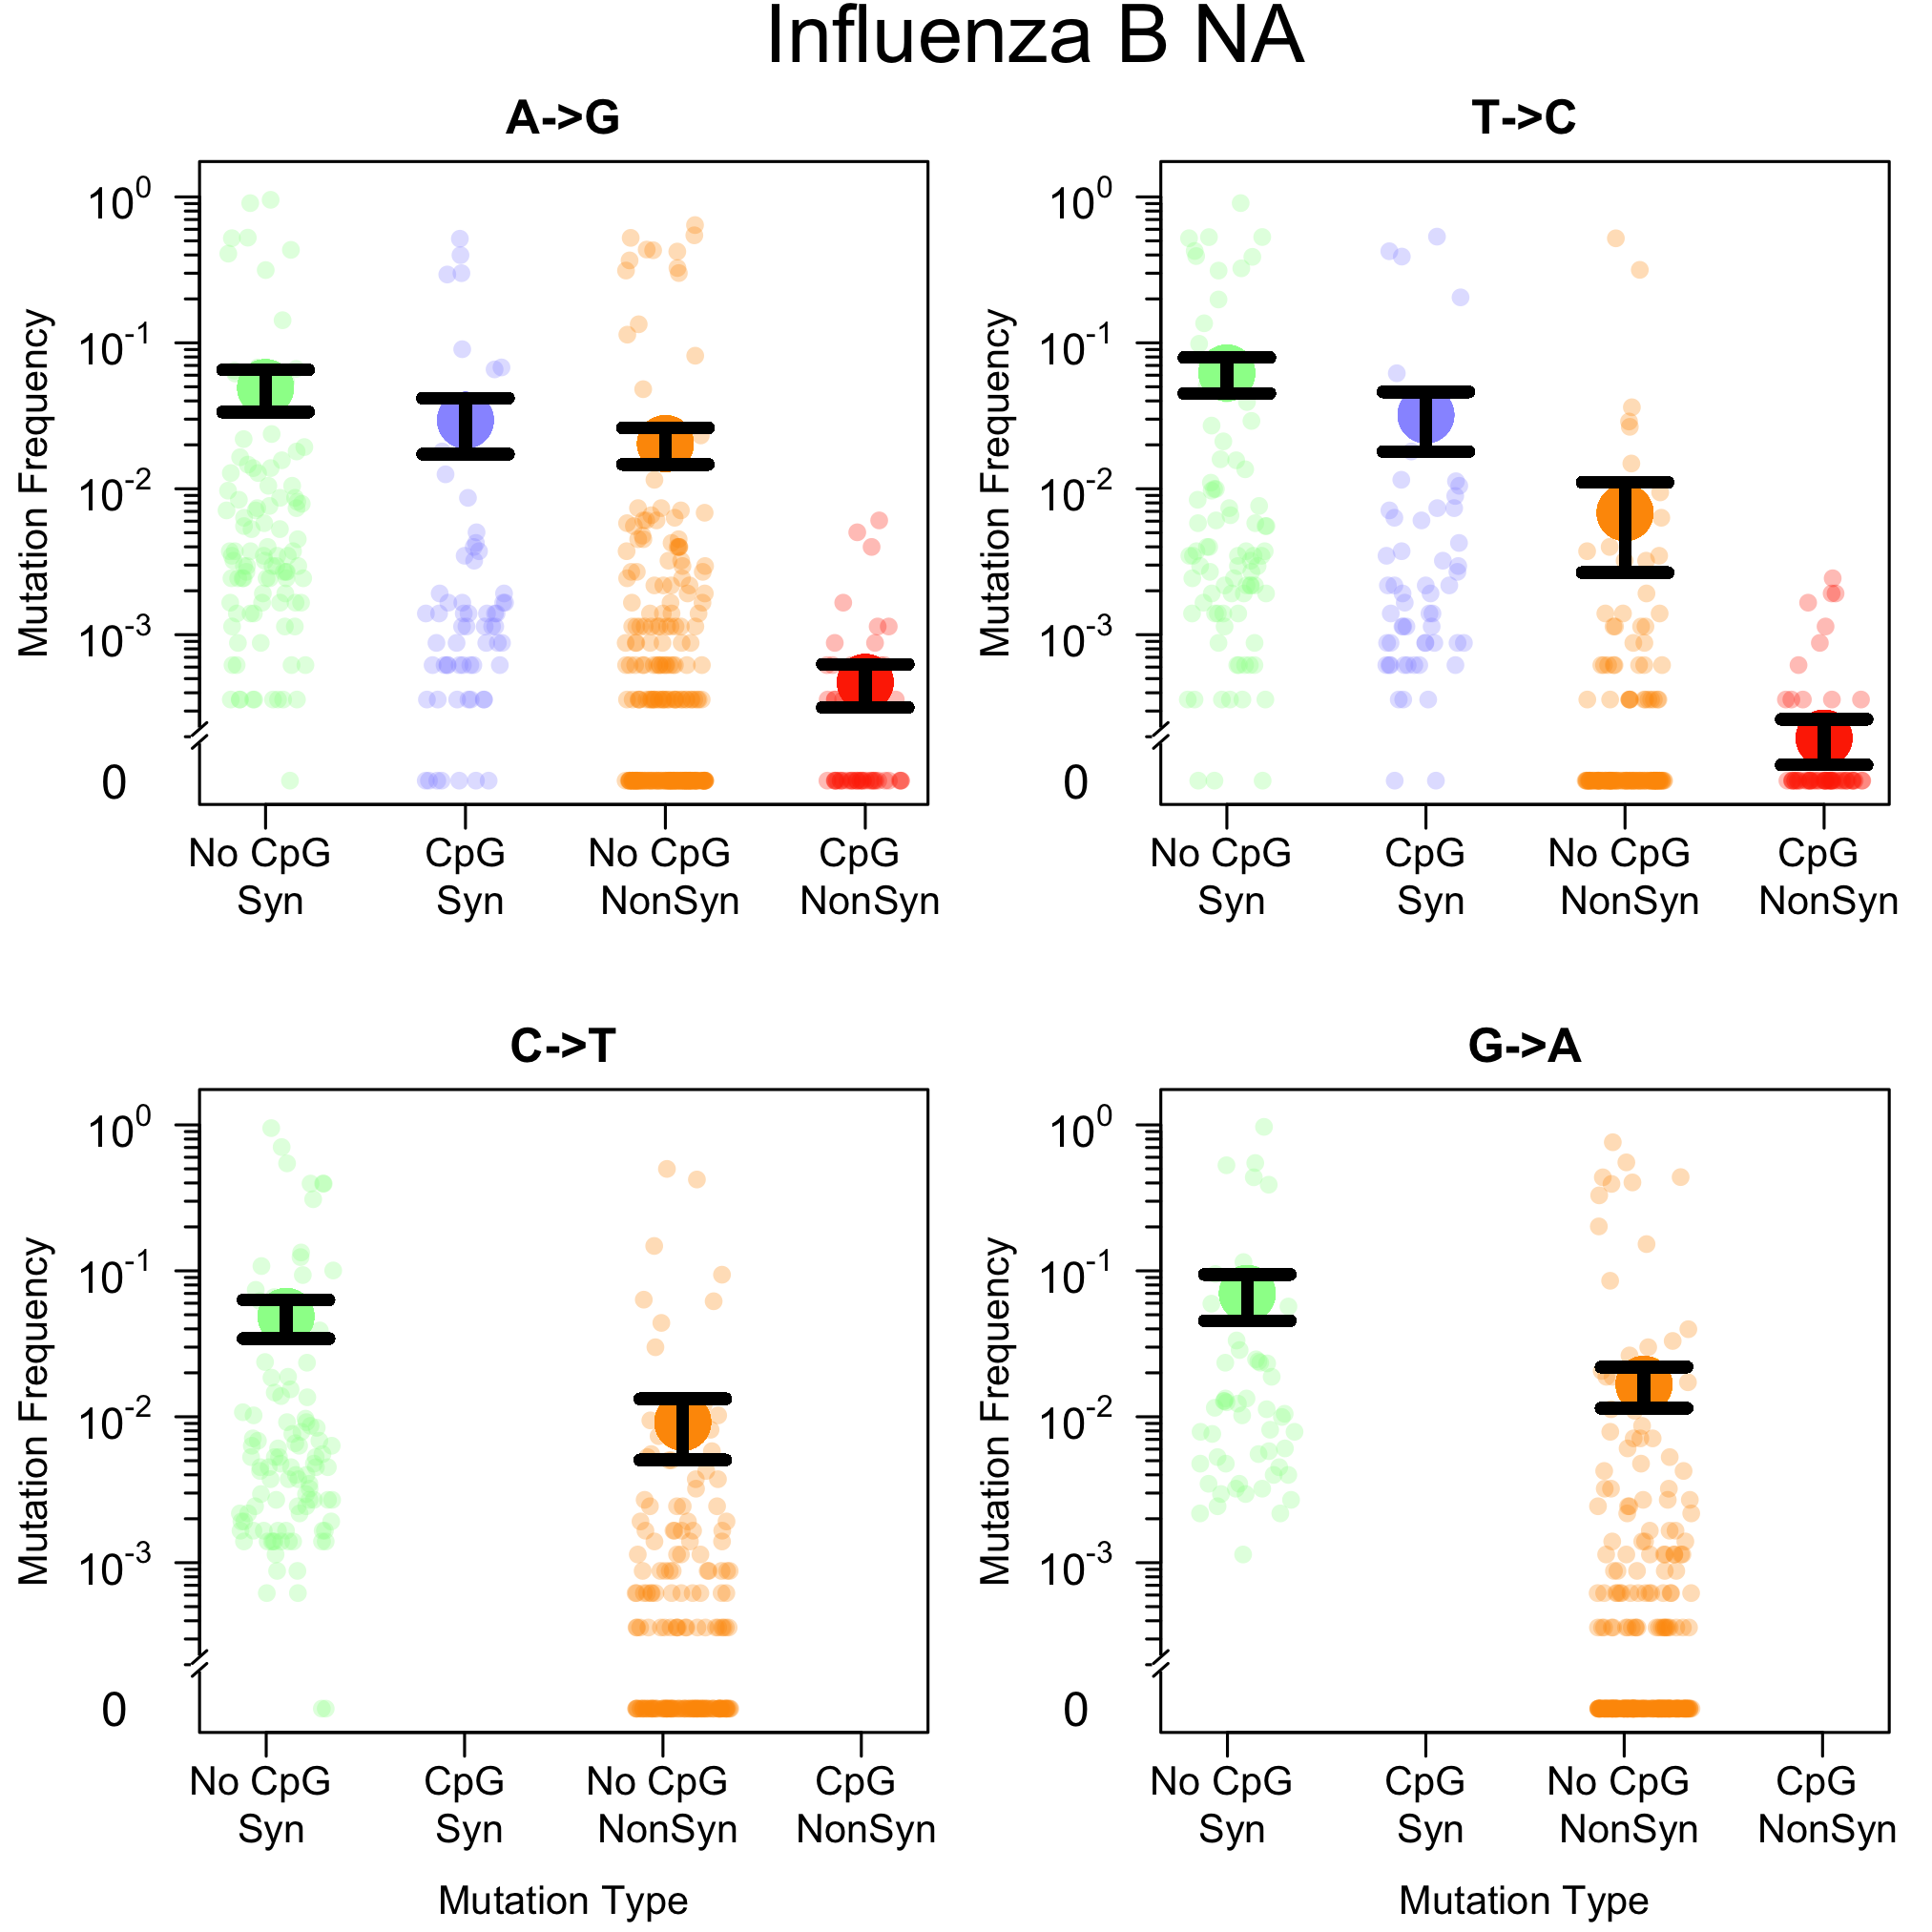 Influenza B NA
A->G
T->C
Mutation Frequency
10^0
10^-1
10^-2
10^-3
0
No CpG CpG No CpG CpG
Syn Syn NonSyn NonSyn
Mutation Frequency
10^0
10^-1
10^-2
10^-3
0
No CpG CpG No CpG CpG
Syn Syn NonSyn NonSyn
C->T
G->A
Mutation Frequency
10^0
10^-1
10^-2
10^-3
0
No CpG CpG No CpG CpG
Syn Syn NonSyn NonSyn
Mutation Type
Mutation Frequency
10^0
10^-1
10^-2
10^-3
0
No CpG CpG No CpG CpG
Syn Syn NonSyn NonSyn
Mutation Type